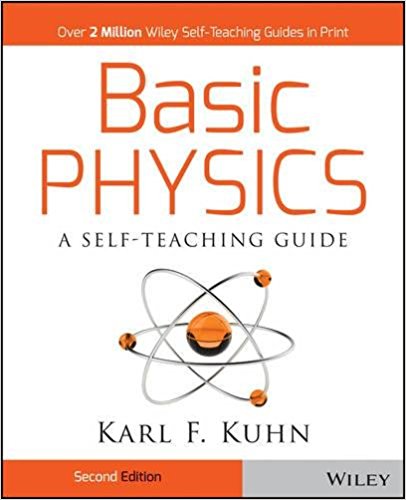 Over 2 Million Wiley Self-Teaching Guides in Print
Basic
PHYSICS
A SELF-TEACHING GUIDE
KARL F. KUHN
Second Edition
WILEY